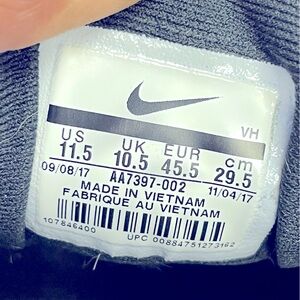 VH
US UK EUR cm
11.5 10.5 45.5 29.5
09/08/17 AA7397-002 11/04/17
MADE IN VIETNAM
FABRIQUE AU VIETNAM
107846400
UPC 00884751273162